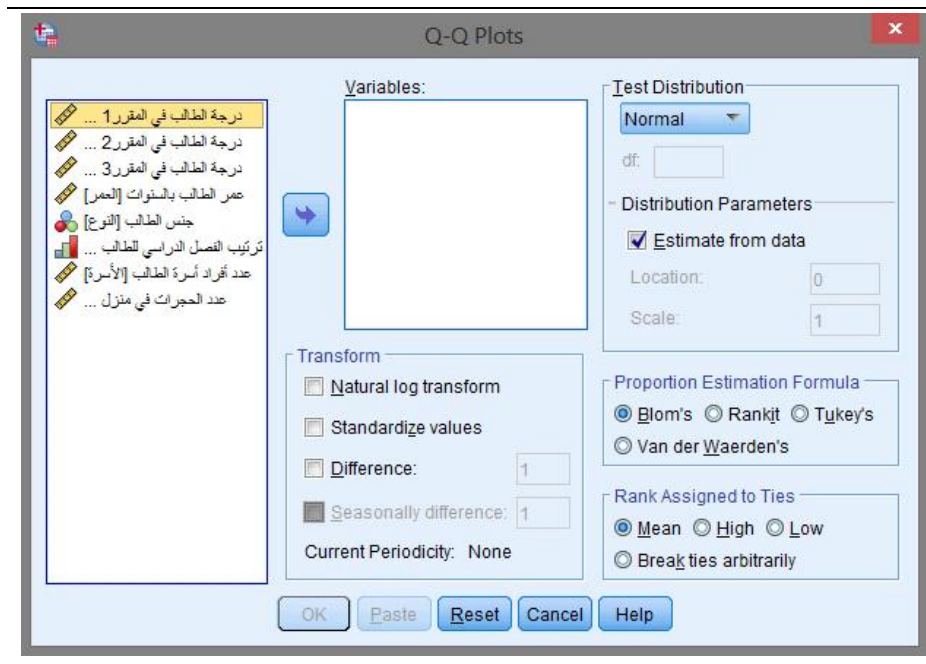 Q-Q Plots
درجة الطالب في المقرر1 ...
درجة الطالب في المقرر2 ...
درجة الطالب في المقرر3 ...
عمر الطالب بالسنوات [العمر]
جنس الطالب [النوع]
ترتيب الفصل الدراسي للطالب ...
عدد أفراد أسرة الطالب [الأسرة]
عدد الحجرات في منزل ...
Variables:
Transform
Natural log transform
Standardize values
Difference: 1
Seasonally difference: 1
Current Periodicity: None
Test Distribution
Normal
df:
Distribution Parameters
Estimate from data
Location: 0
Scale: 1
Proportion Estimation Formula
Blom's Rankit Tukey's
Van der Waerden's
Rank Assigned to Ties
Mean High Low
Break ties arbitrarily
OK Paste Reset Cancel Help